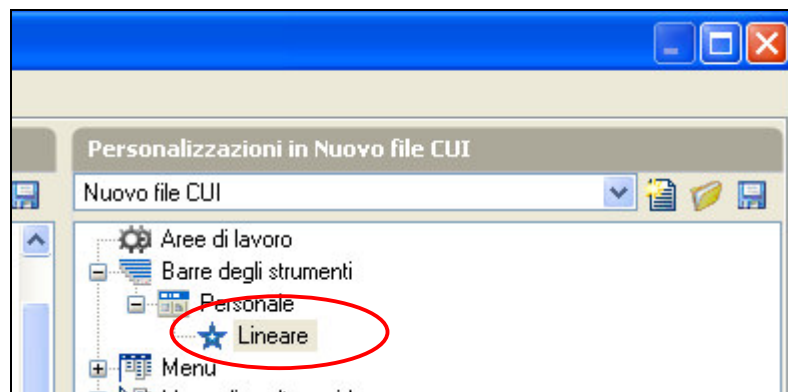 Personalizzazioni in Nuovo file CUI
Nuovo file CUI
Aree di lavoro
Barre degli strumenti
Personale
Lineare
Menu